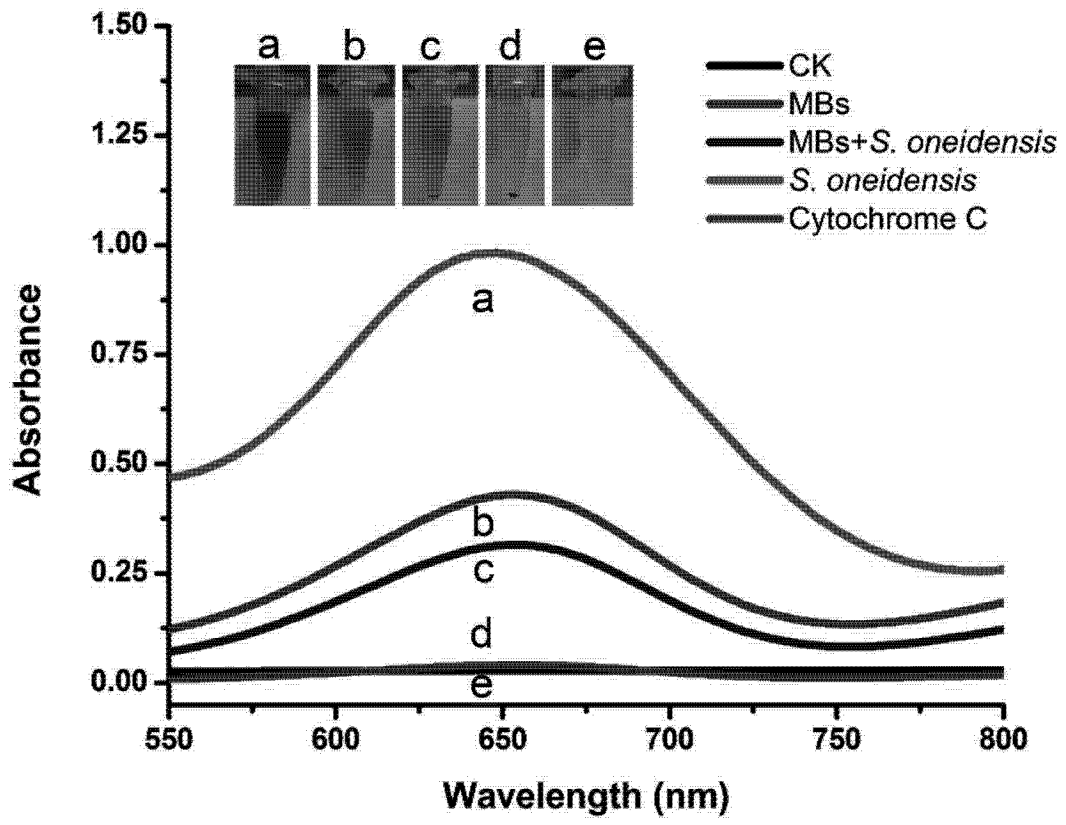 1.50
1.25
1.00
0.75
0.50
0.25
0.00
Absorbance
a b c d e
CK
MBs
MBs+S. oneidensis
S. oneidensis
Cytochrome C
a
b
c
d
e
550 600 650 700 750 800
Wavelength (nm)